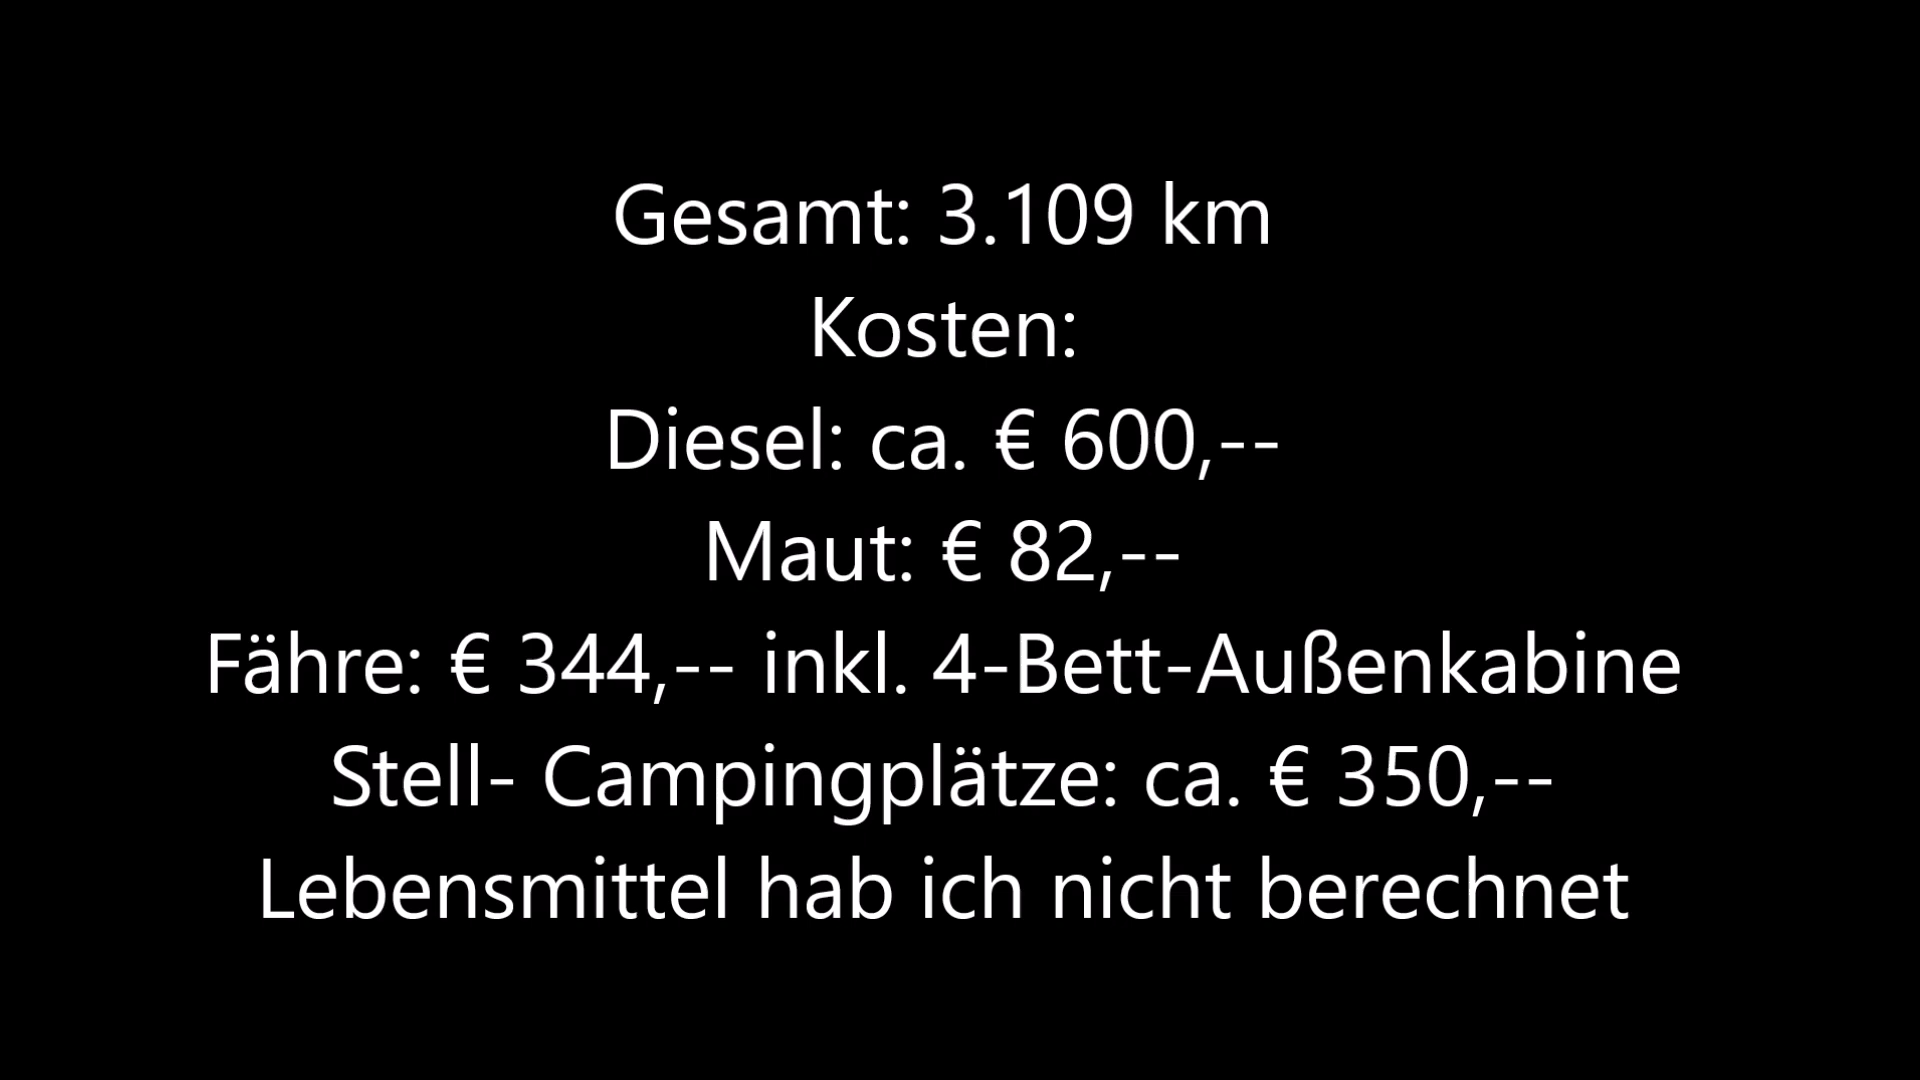 Gesamt: 3.109 km
Kosten:
Diesel: ca. € 600,--
Maut: € 82,--
Fähre: € 344,-- inkl. 4-Bett-Außenkabine
Stell- Campingplätze: ca. € 350,--
Lebensmittel hab ich nicht berechnet